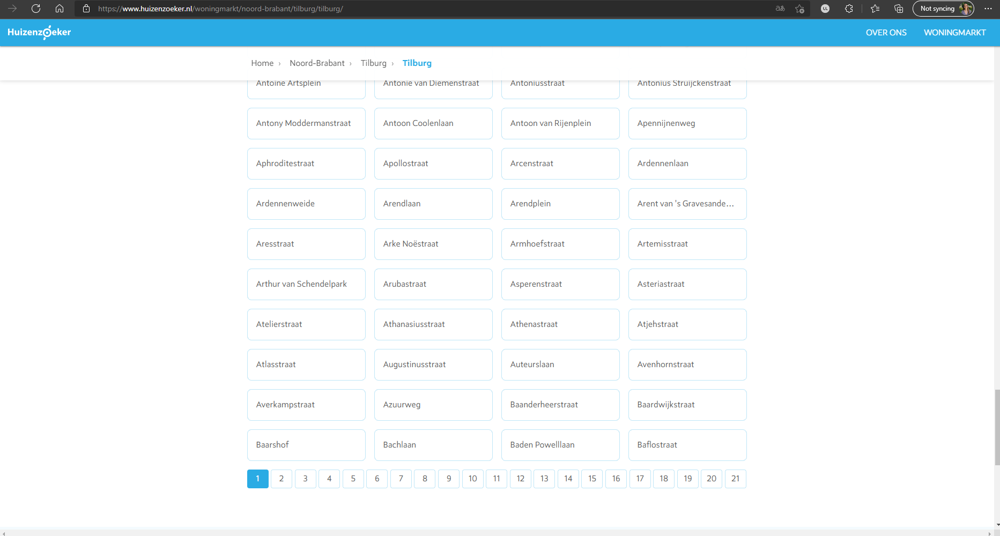 https://www.huizenzoeker.nl/woningmarkt/noord-brabant/tilburg/tilburg/
aあ
Not syncing
Huizenzoeker
OVER ONS
WONINGMARKT
Home › Noord-Brabant › Tilburg › Tilburg
Antoine Artsplein
Antonie van Diemenstraat
Antoniusstraat
Antonius Struijckenstraat
Antony Moddermanstraat
Antoon Coolenlaan
Antoon van Rijenplein
Apennijnenweg
Aphroditestraat
Apollostraat
Arcenstraat
Ardennenlaan
Ardennenweide
Arendlaan
Arendplein
Arent van 's Gravesande...
Aresstraat
Arke Noëstraat
Armhoefstraat
Artemisstraat
Arthur van Schendelpark
Arubastraat
Asperenstraat
Asteriastraat
Atelierstraat
Athanasiusstraat
Athenastraat
Atjehstraat
Atlasstraat
Augustinusstraat
Auteurslaan
Avenhornstraat
Averkampstraat
Azuurweg
Baanderheerstraat
Baardwijkstraat
Baarshof
Bachlaan
Baden Powelllaan
Baflostraat
1 2 3 4 5 6 7 8 9 10 11 12 13 14 15 16 17 18 19 20 21